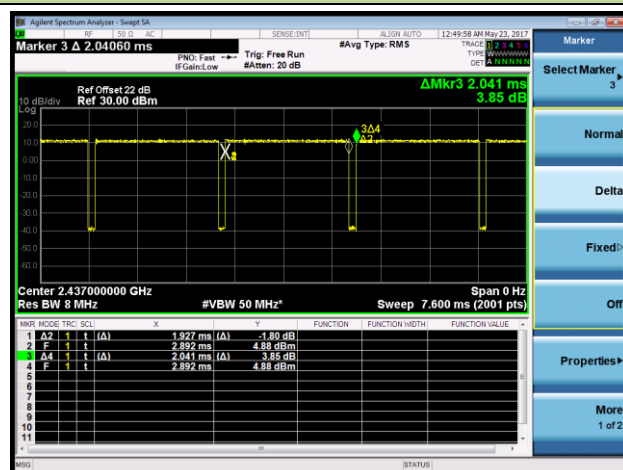 Agilent Spectrum Analyzer - Swept SA
RF 50 Ω AC SENSE:INT ALIGN AUTO 12:49:58 AM May 23, 2017
Marker 3 Δ 2.04060 ms
PNO: Fast
IFGain:Low
Trig: Free Run
#Atten: 20 dB
#Avg Type: RMS
TRACE 1 2 3 4 5 6
TYPE
DET A N N N N N
Ref Offset 22 dB
Ref 30.00 dBm
10 dB/div
Log
ΔMkr3 2.041 ms
3.85 dB
20.0
10.0
0.00
-10.0
-20.0
-30.0
-40.0
-50.0
-60.0
3Δ4
Center 2.437000000 GHz Span 0 Hz
Res BW 8 MHz #VBW 50 MHz* Sweep 7.600 ms (2001 pts)
MKR MODE TRC SCL X Y FUNCTION FUNCTION WIDTH FUNCTION VALUE
1 Δ2 1 t (Δ) 1.927 ms (Δ) -1.80 dB
2 F 1 t 2.892 ms 4.88 dBm
3 Δ4 1 t (Δ) 2.041 ms (Δ) 3.85 dB
4 F 1 t 2.892 ms 4.88 dBm
5
6
7
8
9
10
11
MSG STATUS
Marker
Select Marker
3
Normal
Delta
Fixed
Off
Properties
More
1 of 2